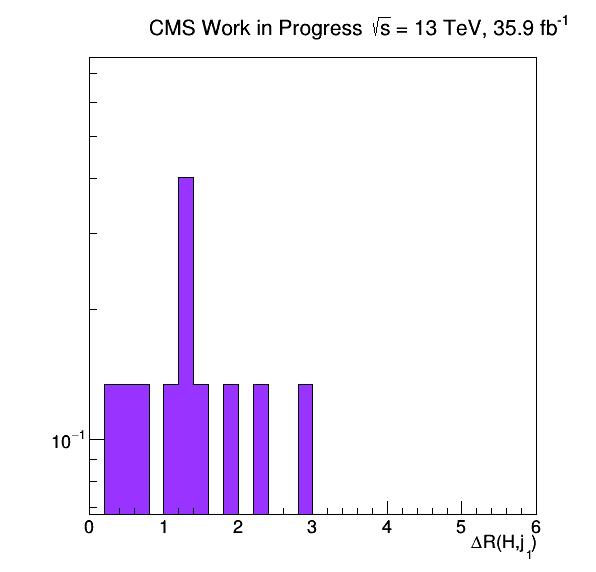 CMS Work in Progress √s = 13 TeV, 35.9 fb⁻¹
10⁻¹
0 1 2 3 4 5 6
ΔR(H,j₁)